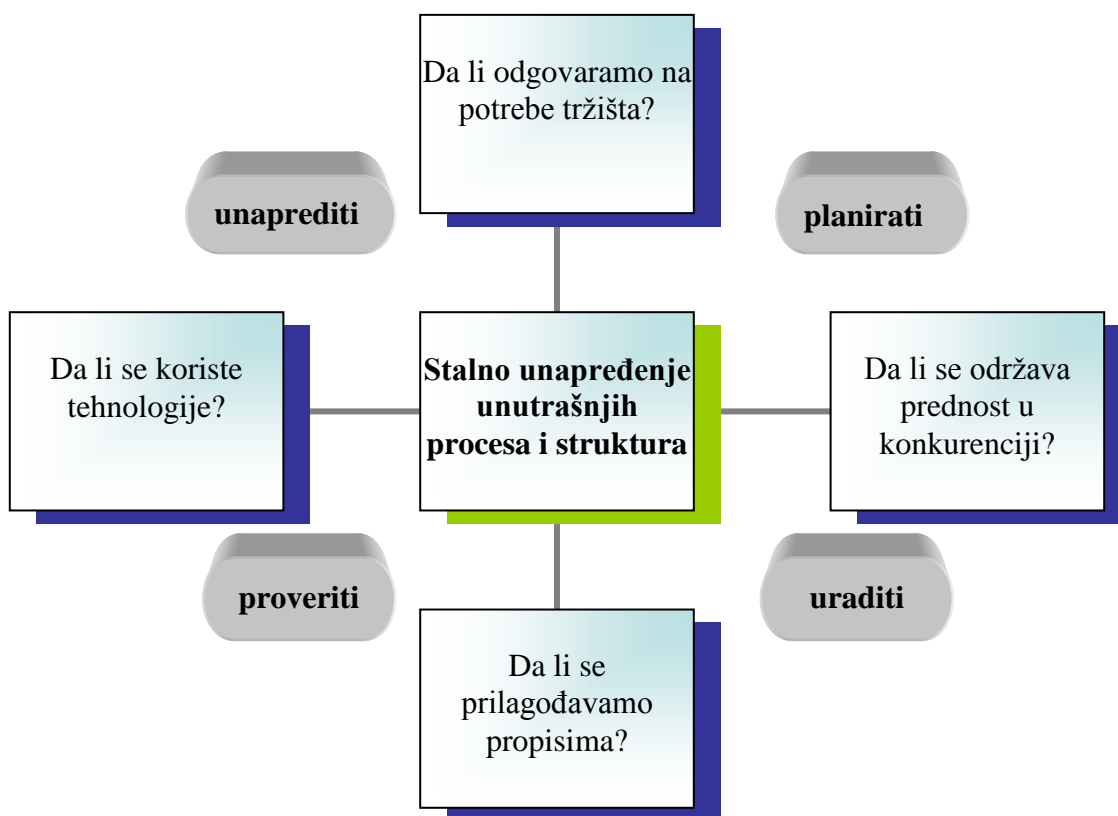 Da li odgovaramo na
potrebe tržišta?
unaprediti
planirati
Da li se koriste
tehnologije?
Stalno unapređenje
unutrašnjih
procesa i struktura
Da li se održava
prednost u
konkurenciji?
proveriti
uraditi
Da li se
prilagođavamo
propisima?